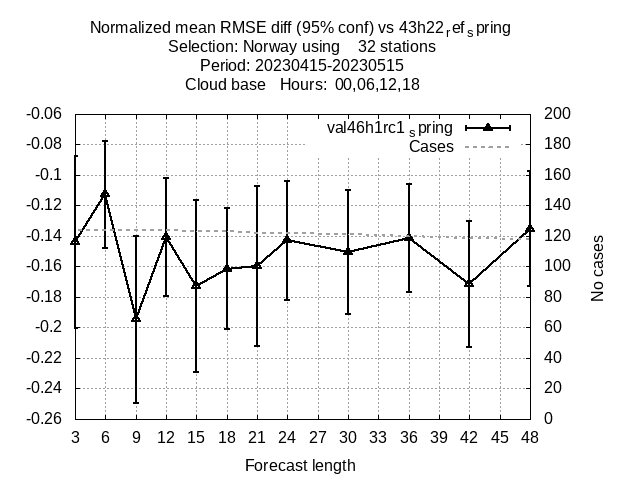 Normalized mean RMSE diff (95% conf) vs 43h22ref spring
Selection: Norway using 32 stations
Period: 20230415-20230515
Cloud base Hours: 00,06,12,18
val46h1rc1spring
Cases
-0.06
-0.08
-0.1
-0.12
-0.14
-0.16
-0.18
-0.2
-0.22
-0.24
-0.26
200
180
160
140
120
100
80
60
40
20
0
No cases
3 6 9 12 15 18 21 24 27 30 33 36 39 42 45 48
Forecast length